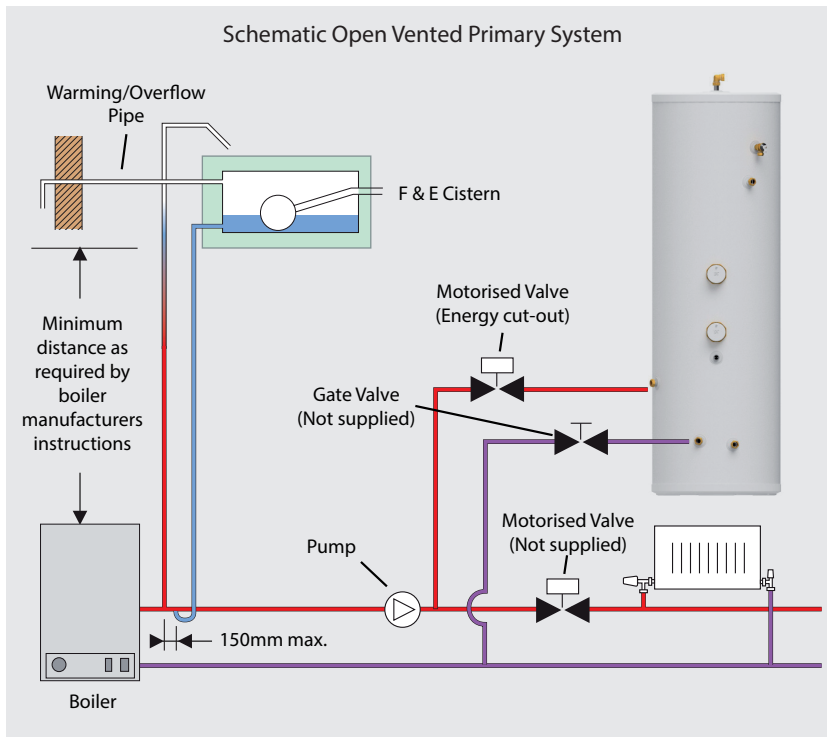 Schematic Open Vented Primary System
Warming/Overflow
Pipe
F & E Cistern
Motorised Valve
(Energy cut-out)
Minimum
distance as
required by
boiler
manufacturers
instructions
Gate Valve
(Not supplied)
Motorised Valve
(Not supplied)
Pump
150mm max.
Boiler